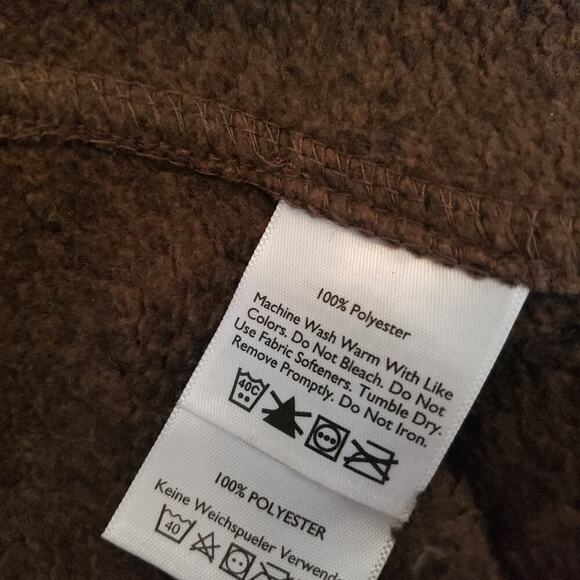 100% Polyester
Machine Wash Warm With Like
Colors. Do Not Bleach. Do Not
Use Fabric Softeners. Tumble Dry.
Remove Promptly. Do Not Iron.
40C
100% POLYESTER
Keine Weichspueler Verwend
40